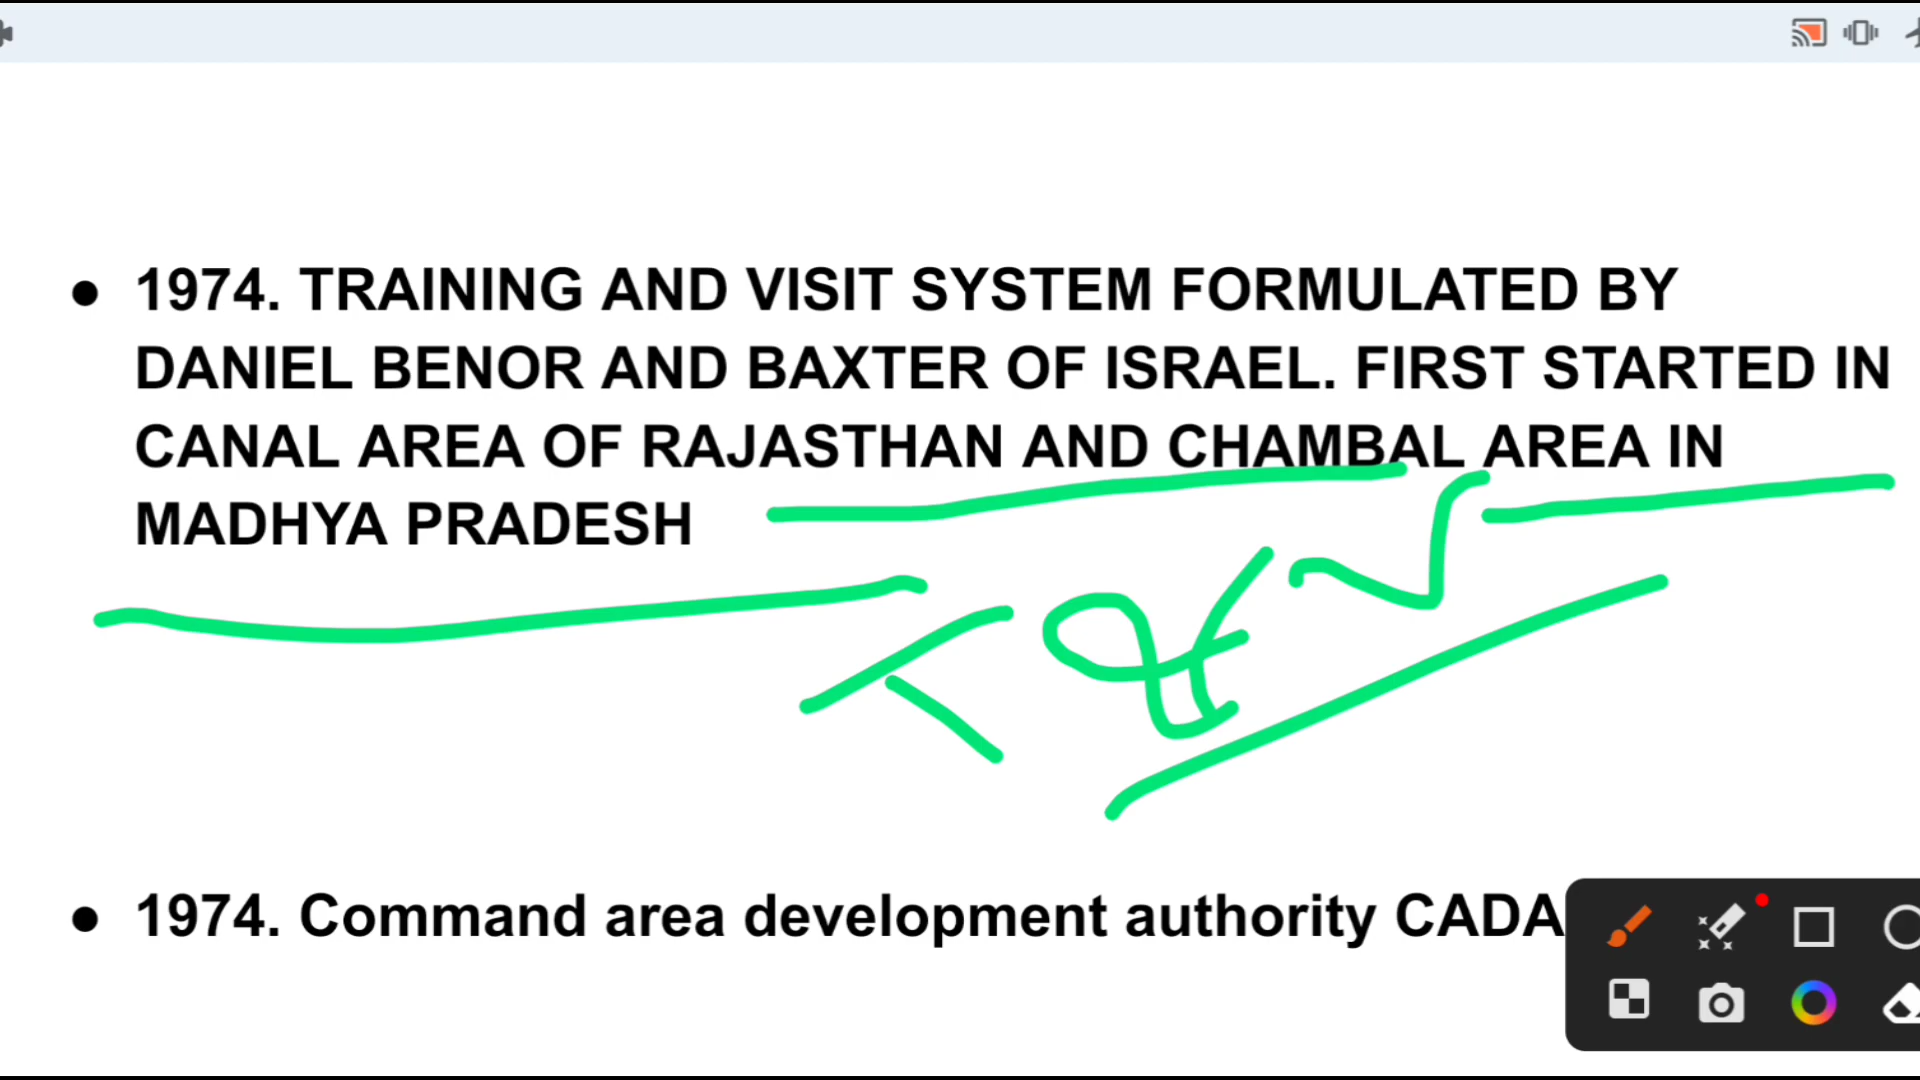 • 1974. TRAINING AND VISIT SYSTEM FORMULATED BY
DANIEL BENOR AND BAXTER OF ISRAEL. FIRST STARTED IN
CANAL AREA OF RAJASTHAN AND CHAMBAL AREA IN
MADHYA PRADESH
T & V
• 1974. Command area development authority CADA